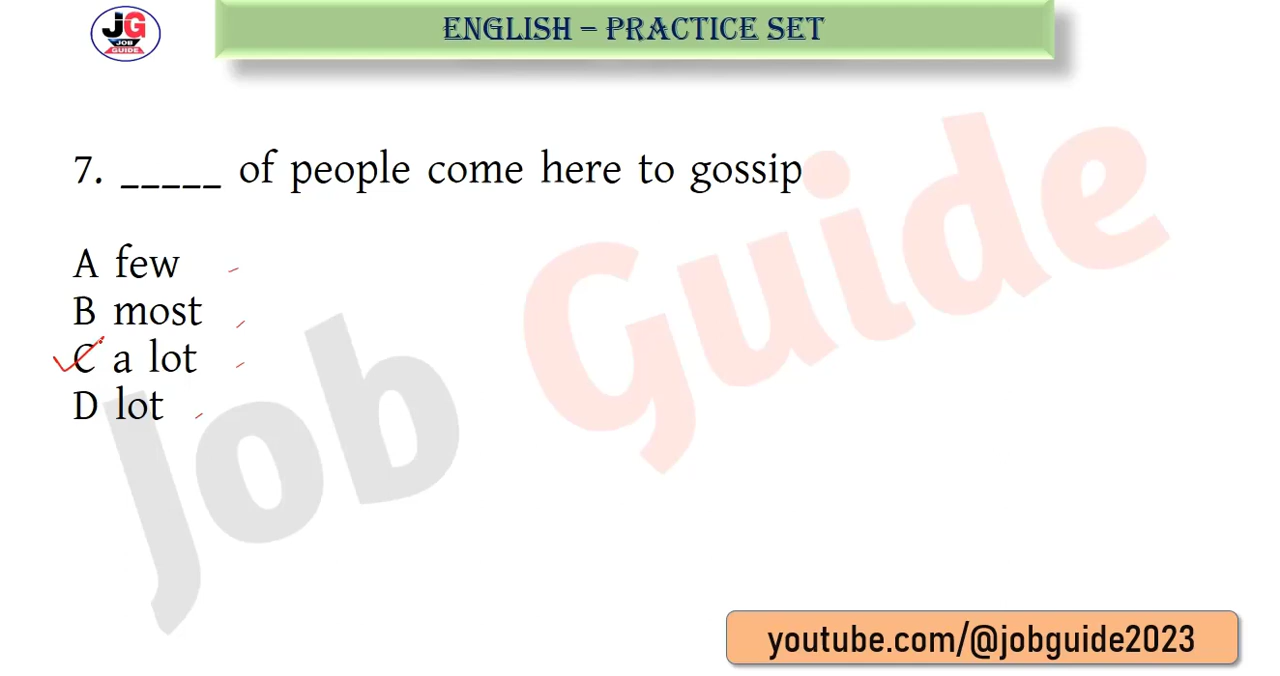 JG
JOB
GUIDE
ENGLISH – PRACTICE SET
7. _____ of people come here to gossip
A few
B most
C a lot
D lot
Job Guide
youtube.com/@jobguide2023